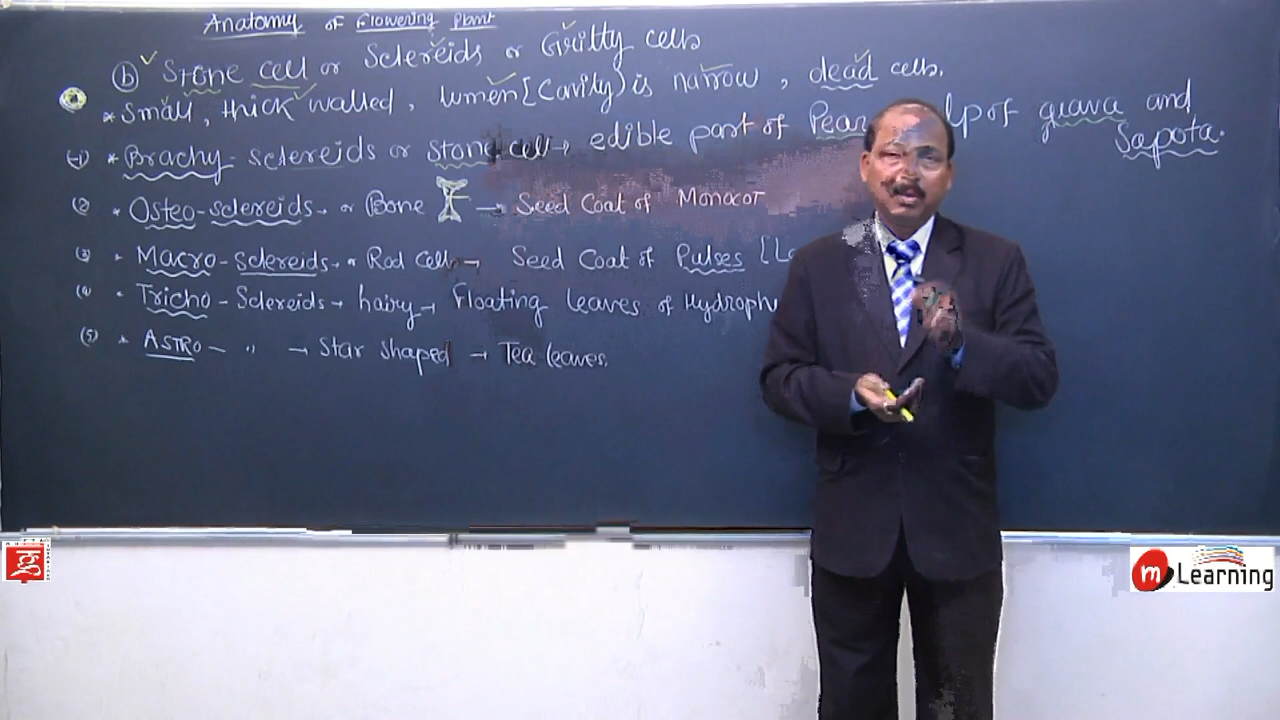 Anatomy of Flowering Plant
(b) Stone cell or Sclereids or Gritty cells
* Small, thick walled, lumen [Cavity) is narrow, dead cells.
(1) * Brachy-sclereids or Stone cell → edible part of Pear lp of guava and Sapota.
(2) * Osteo-sclereids → or Bone → Seed Coat of Monocot
(3) * Macro-sclereids → or Rod Cells → Seed Coat of Pulses [Le
(4) * Tricho-Sclereids → hairy → Floating leaves of Hydrophy
(5) * ASTRO- " → Star shaped → Tea leaves.
m Learning